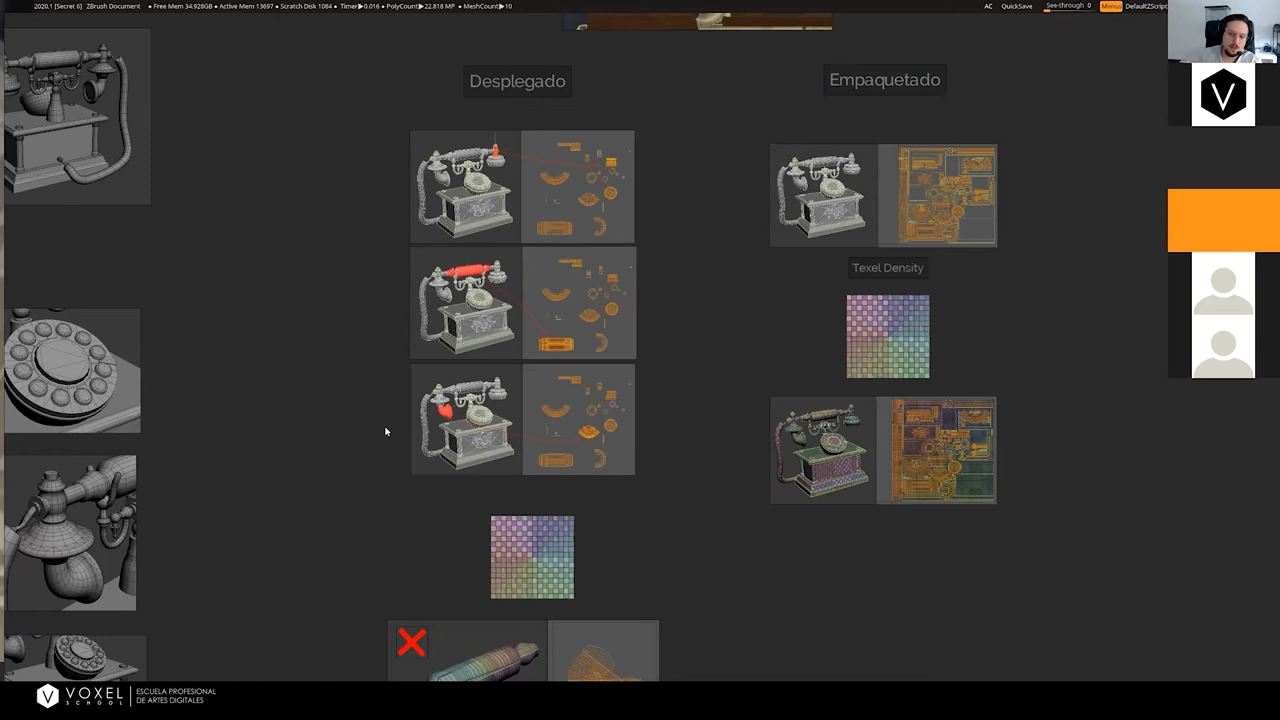 2020.1 [Secret 6] ZBrush Document • Free Mem 34.928GB • Active Mem 13697 • Scratch Disk 1084 • Timer▶0.016 • PolyCount▶22.818 MP • MeshCount▶10
AC QuickSave See-through 0 Menus DefaultZScript
Desplegado
Empaquetado
Texel Density
VOXEL SCHOOL
ESCUELA PROFESIONAL
DE ARTES DIGITALES